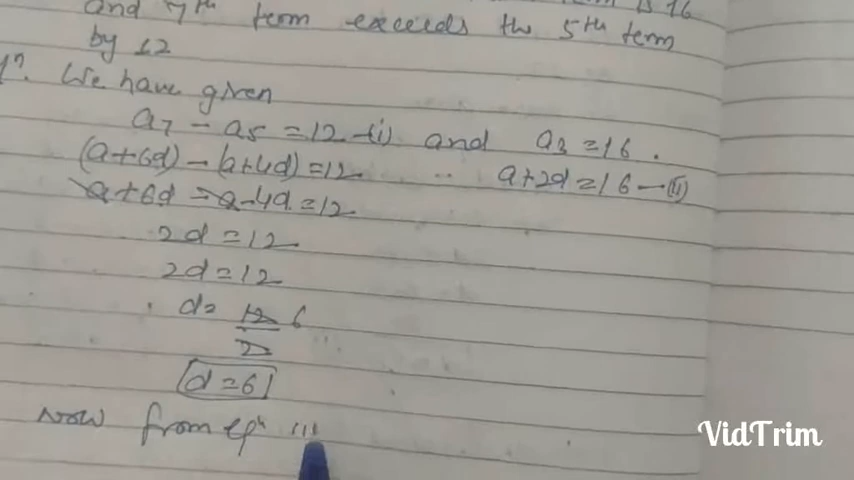 and 7th term exceeds the 5th term
by 12
We have given
a7 - a5 = 12 -(i) and a3 = 16.
(a+6d) - (a+4d) = 12 a+2d = 16 -(ii)
a+6d - a - 4d = 12
2d = 12
2d = 12
d = 12 6
2
d = 6
Now from eqn
VidTrim